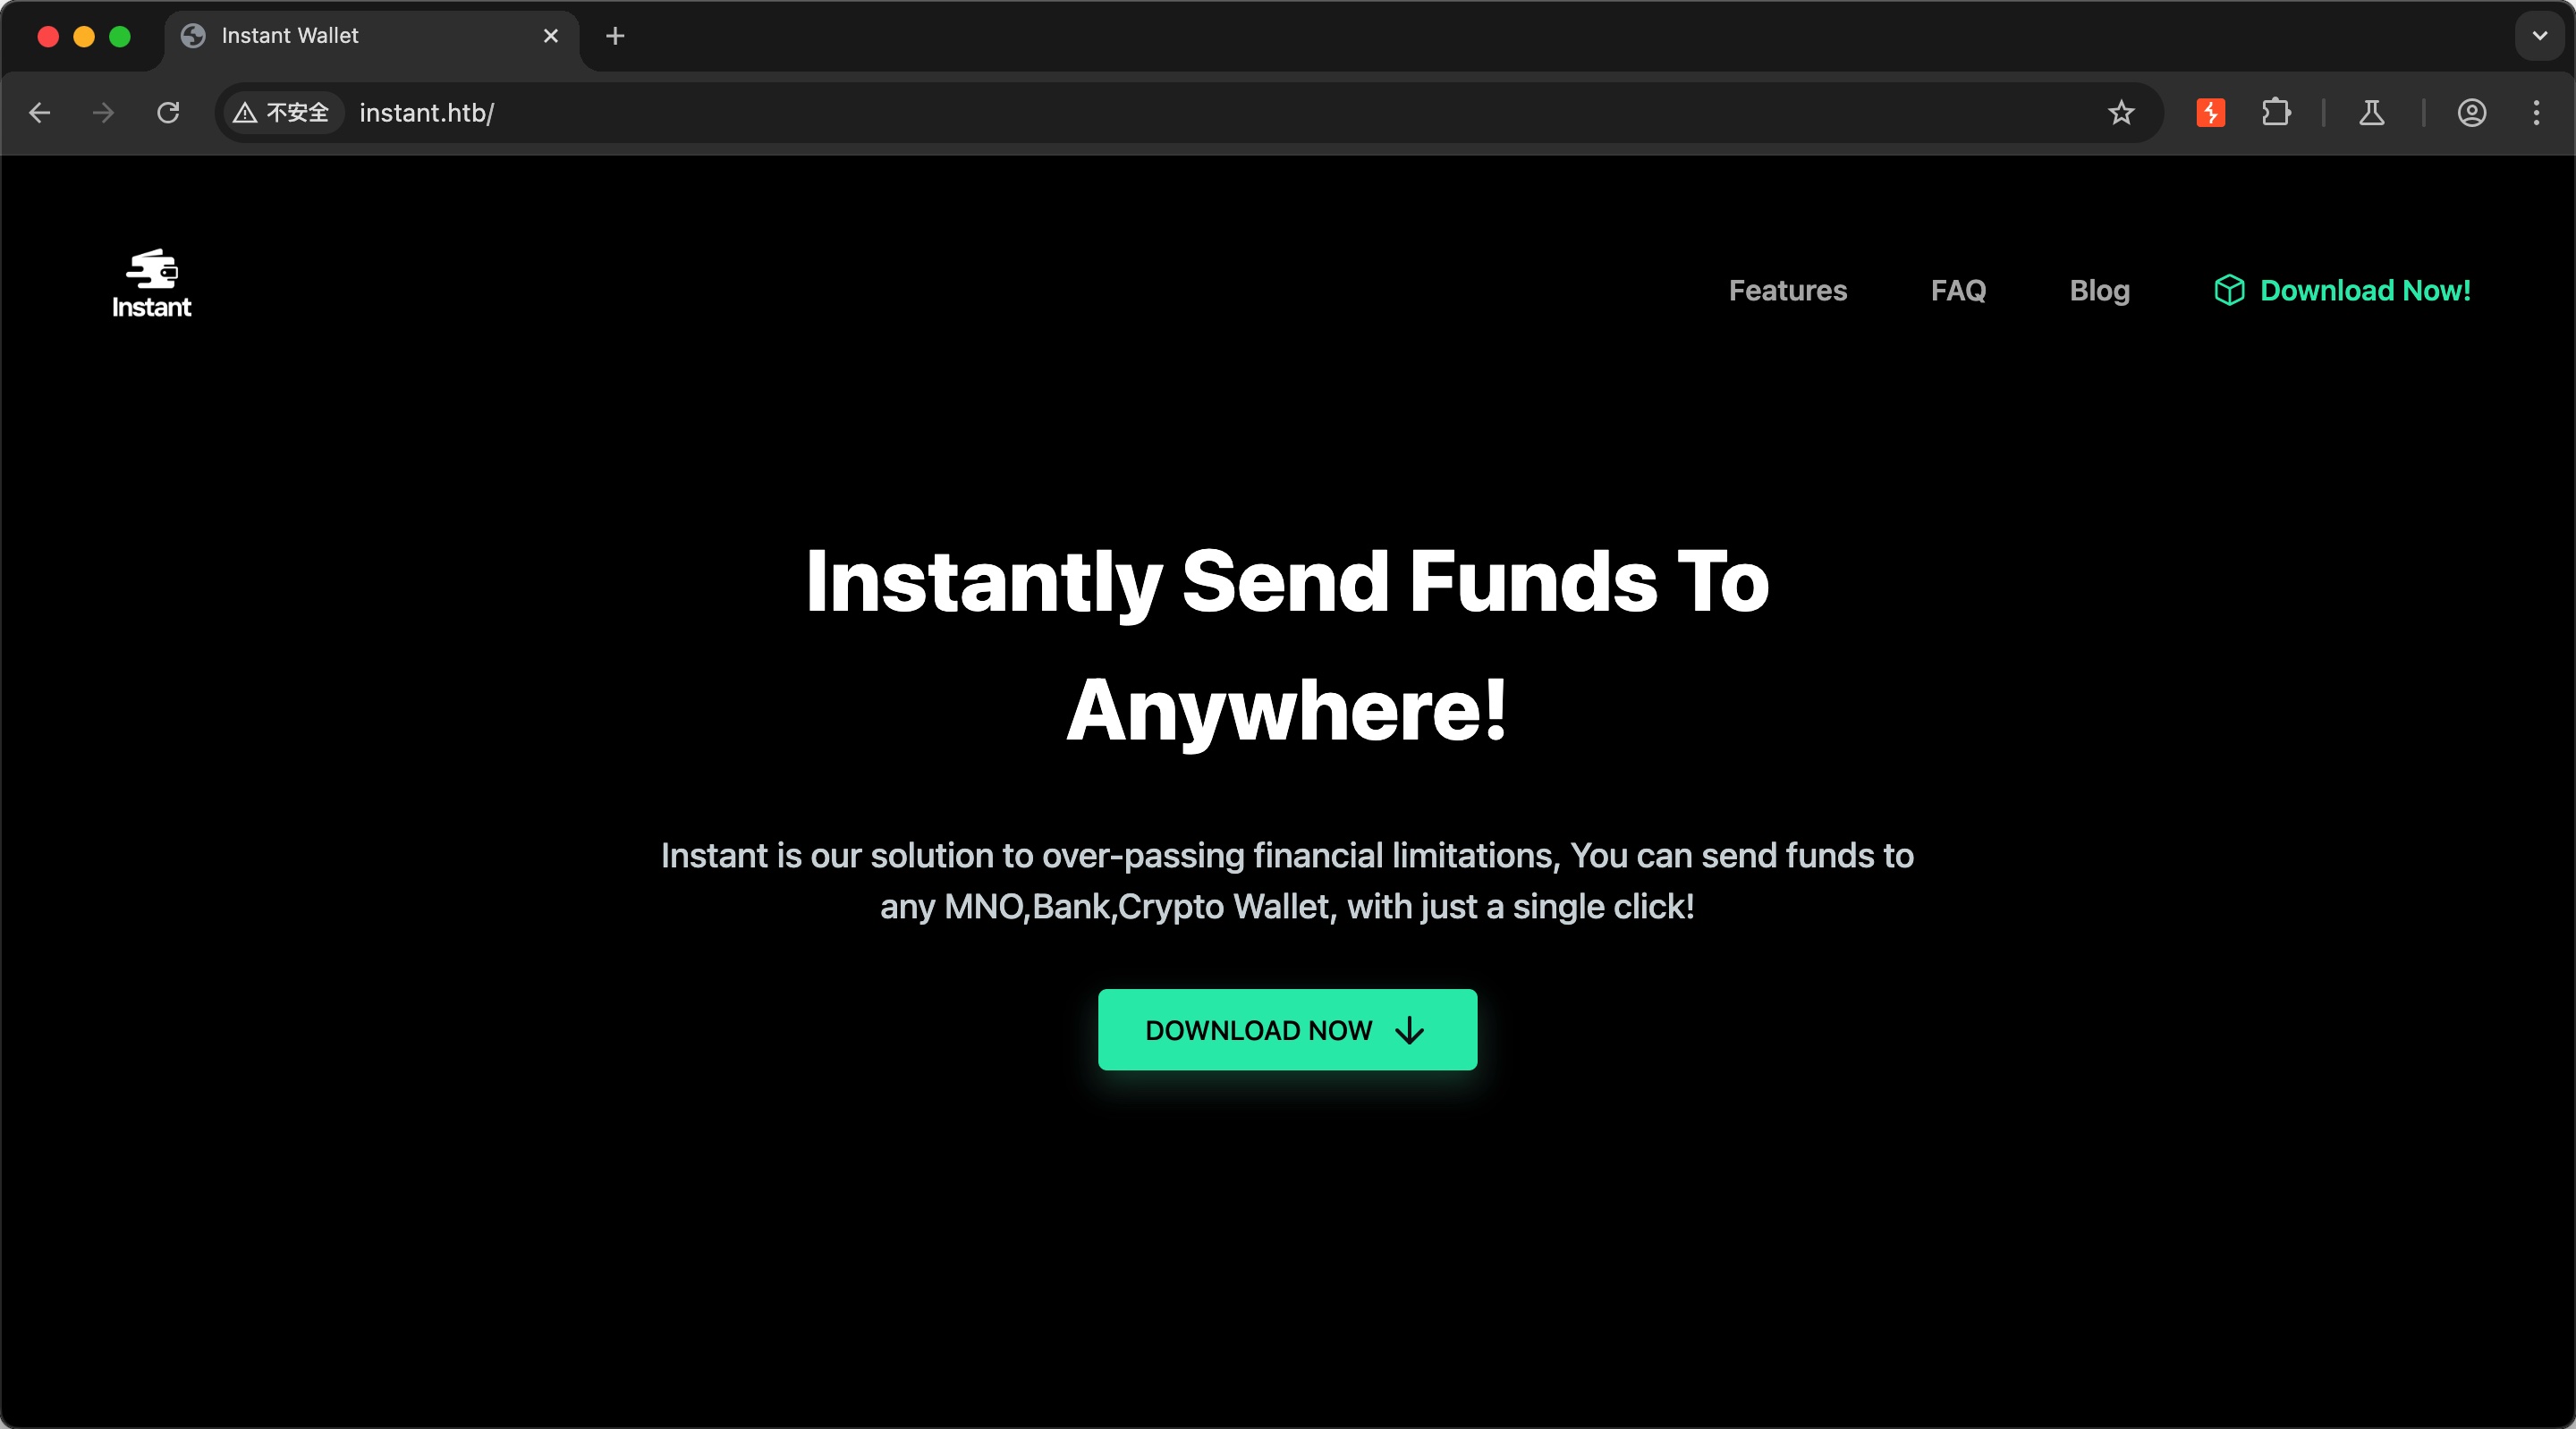 Instant Wallet
不安全 instant.htb/
Instant
Features FAQ Blog Download Now!
Instantly Send Funds To
Anywhere!
Instant is our solution to over-passing financial limitations, You can send funds to
any MNO,Bank,Crypto Wallet, with just a single click!
DOWNLOAD NOW